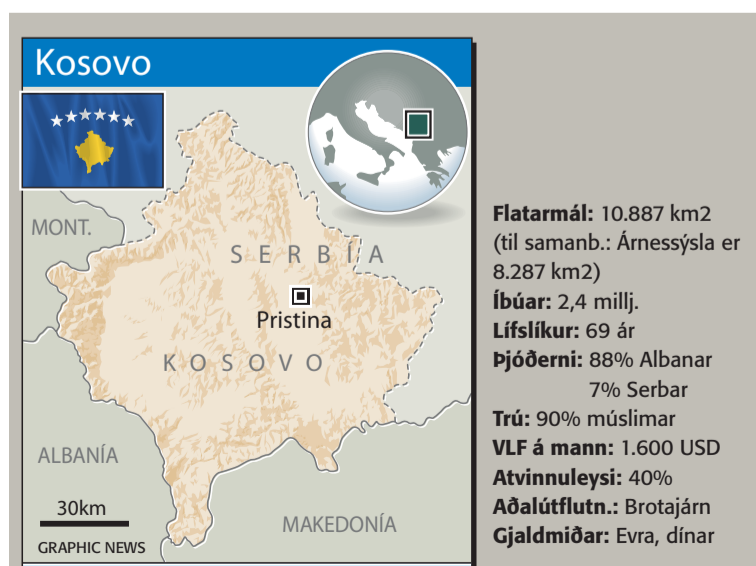 Kosovo
MONT.
SERBÍA
Pristina
KOSOVO
ALBANÍA
30km
MAKEDONÍA
GRAPHIC NEWS
Flatarmál: 10.887 km2
(til samanb.: Árnessýsla er
8.287 km2)
Íbúar: 2,4 millj.
Lífslíkur: 69 ár
Þjóðerni: 88% Albanar
7% Serbar
Trú: 90% múslimar
VLF á mann: 1.600 USD
Atvinnuleysi: 40%
Aðalútflutn.: Brotajárn
Gjaldmiðar: Evra, dínar